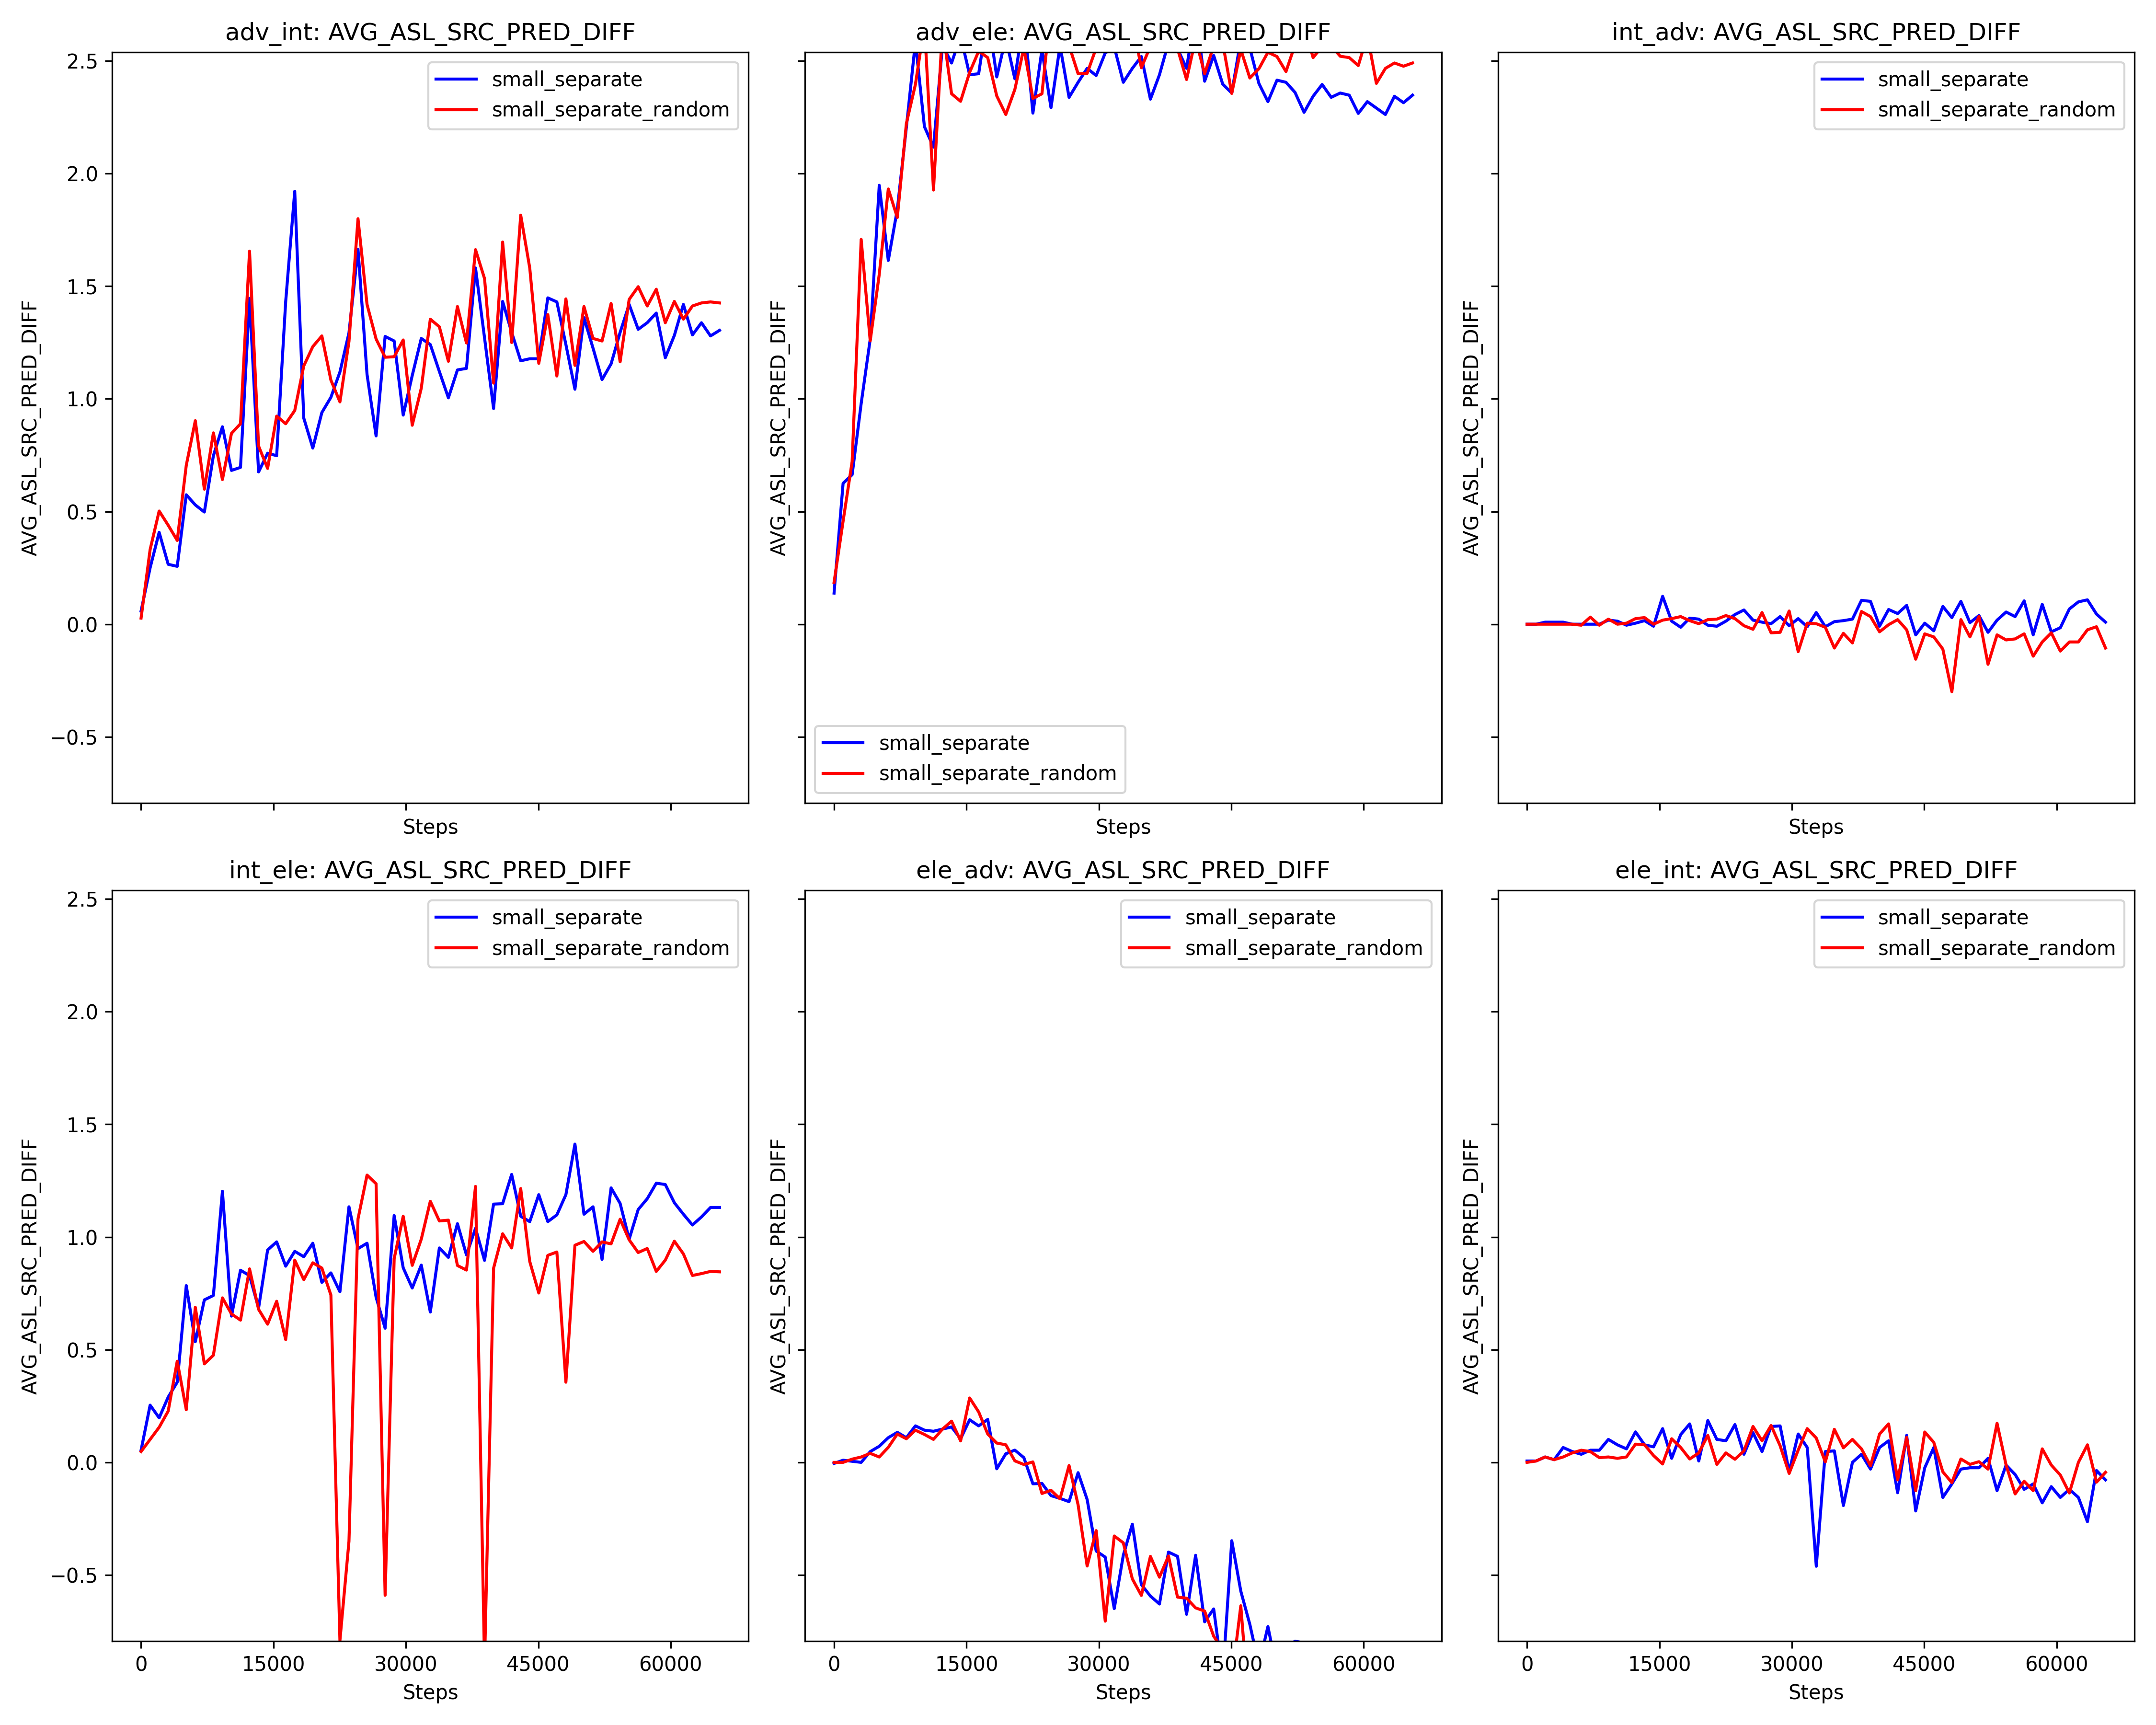 adv_int: AVG_ASL_SRC_PRED_DIFF
AVG_ASL_SRC_PRED_DIFF
2.5
2.0
1.5
1.0
0.5
0.0
−0.5
small_separate
small_separate_random
Steps
adv_ele: AVG_ASL_SRC_PRED_DIFF
AVG_ASL_SRC_PRED_DIFF
small_separate
small_separate_random
Steps
int_adv: AVG_ASL_SRC_PRED_DIFF
AVG_ASL_SRC_PRED_DIFF
small_separate
small_separate_random
Steps
int_ele: AVG_ASL_SRC_PRED_DIFF
AVG_ASL_SRC_PRED_DIFF
2.5
2.0
1.5
1.0
0.5
0.0
−0.5
small_separate
small_separate_random
0 15000 30000 45000 60000
Steps
ele_adv: AVG_ASL_SRC_PRED_DIFF
AVG_ASL_SRC_PRED_DIFF
small_separate
small_separate_random
0 15000 30000 45000 60000
Steps
ele_int: AVG_ASL_SRC_PRED_DIFF
AVG_ASL_SRC_PRED_DIFF
small_separate
small_separate_random
0 15000 30000 45000 60000
Steps